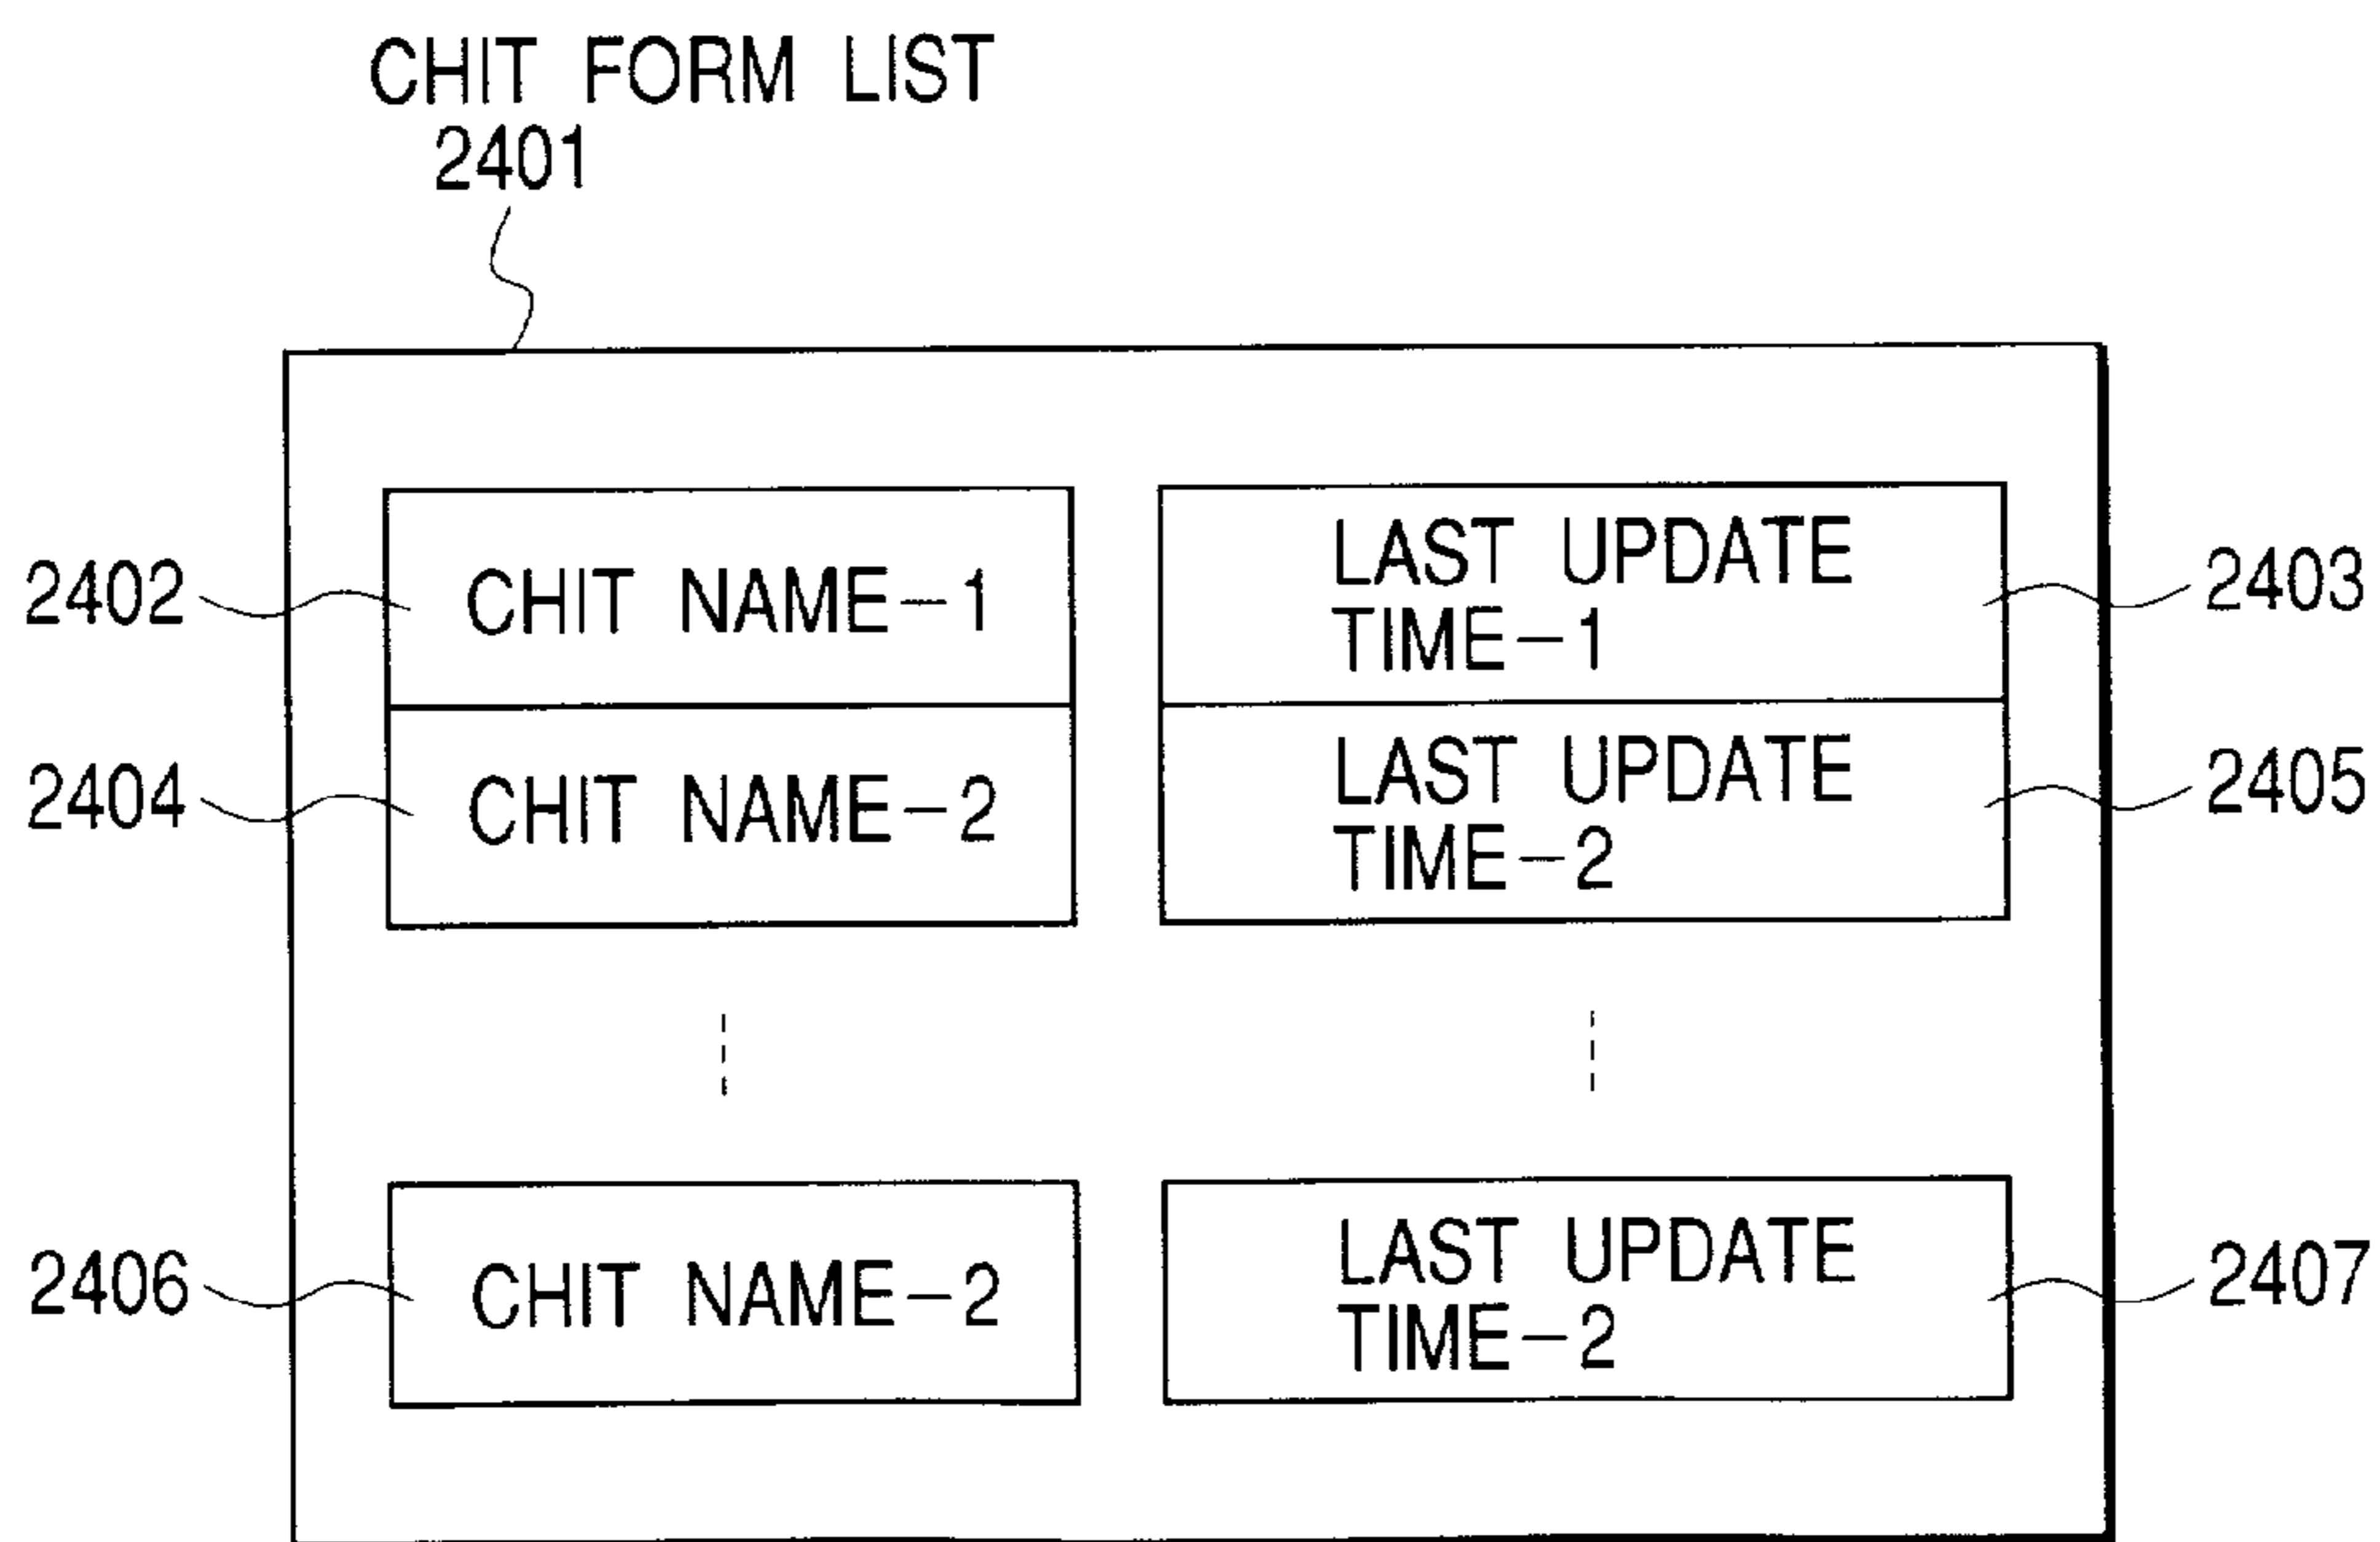 CHIT FORM LIST
2401
2402
CHIT NAME-1
LAST UPDATE
TIME-1
2403
2404
CHIT NAME-2
LAST UPDATE
TIME-2
2405
2406
CHIT NAME-2
LAST UPDATE
TIME-2
2407